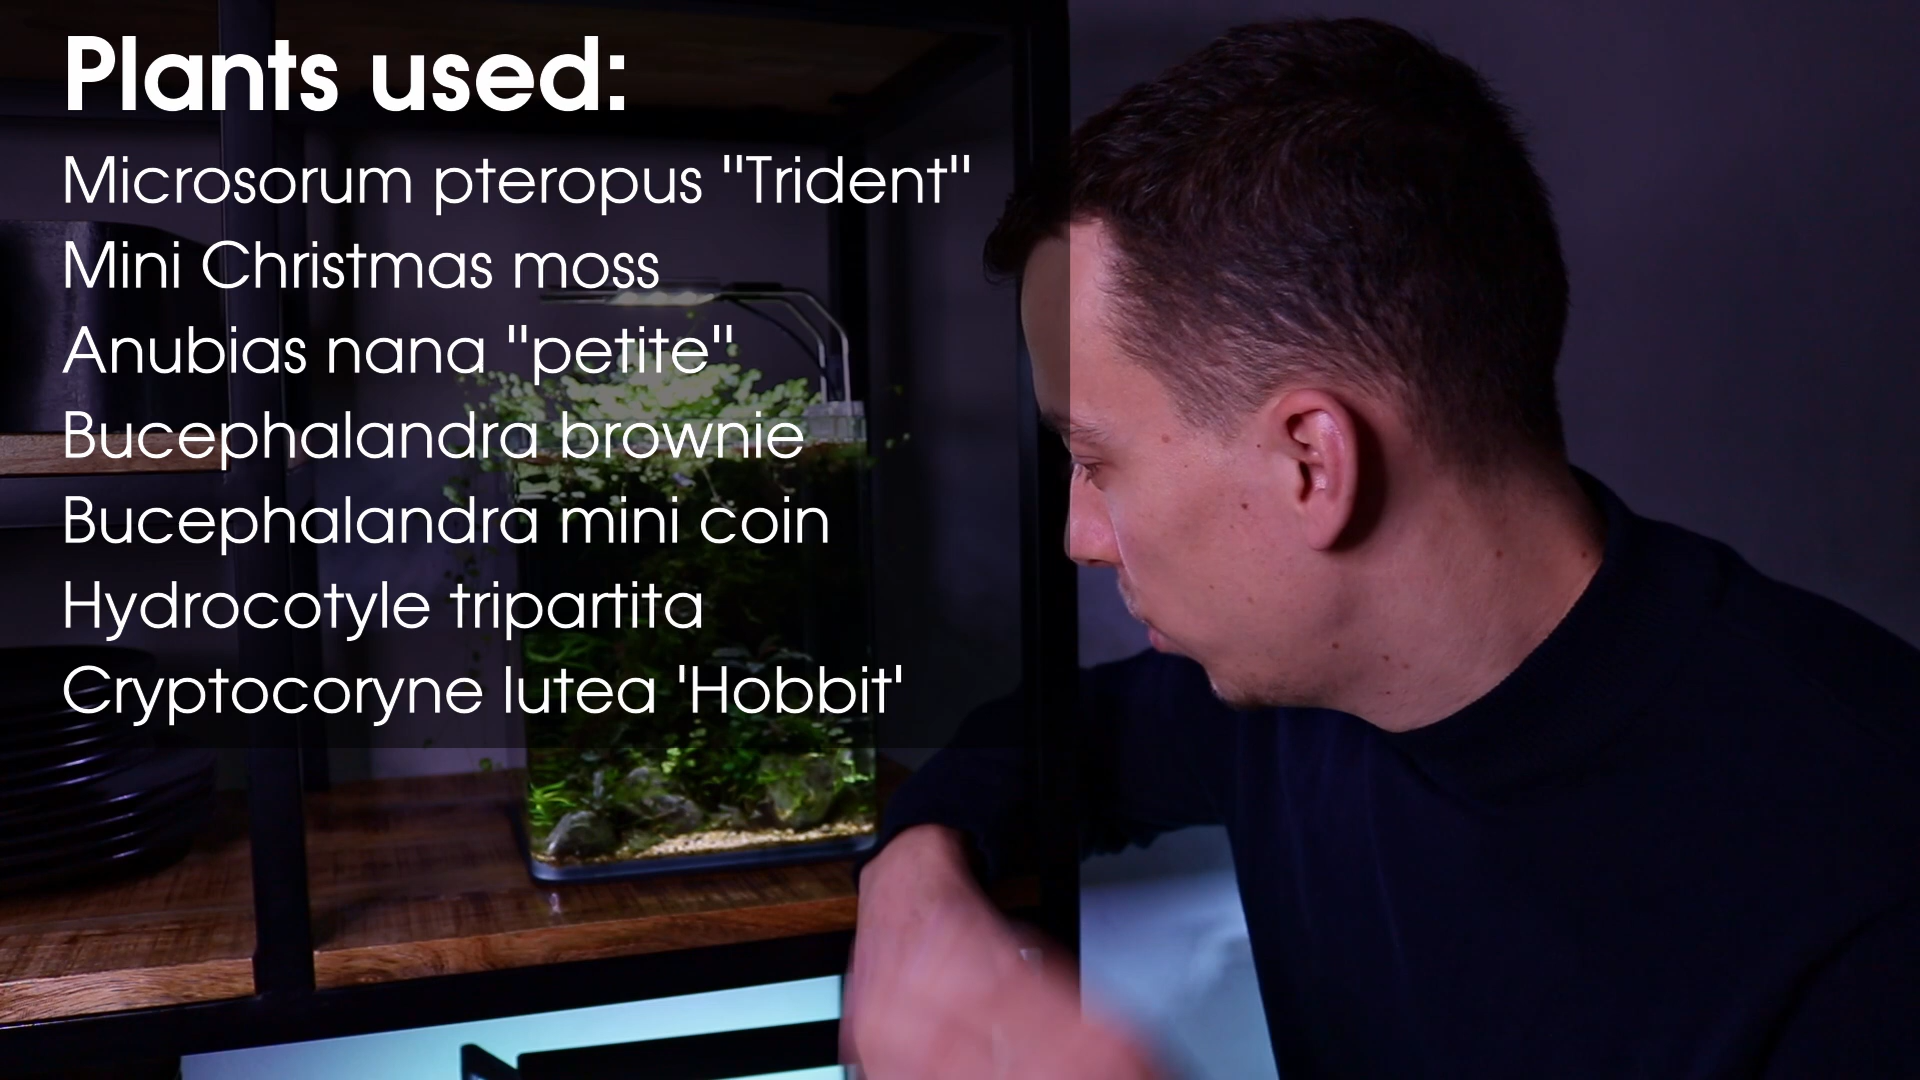 Plants used:
Microsorum pteropus "Trident"
Mini Christmas moss
Anubias nana "petite"
Bucephalandra brownie
Bucephalandra mini coin
Hydrocotyle tripartita
Cryptocoryne lutea 'Hobbit'